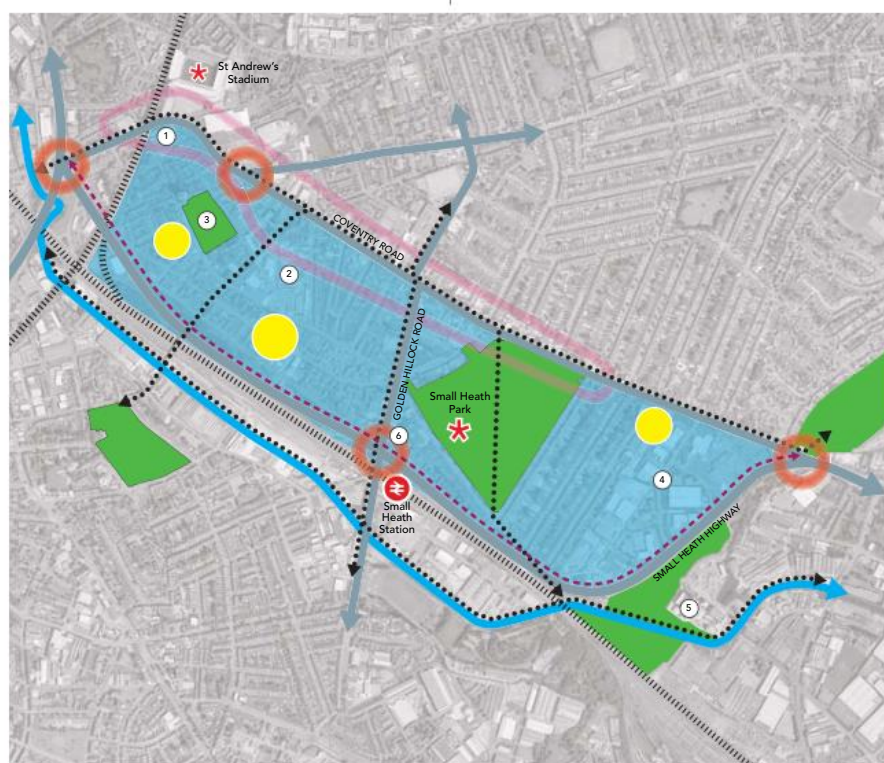 St Andrew's
Stadium
1
3
COVENTRY ROAD
2
GOLDEN HILLOCK ROAD
Small Heath
Park
6
4
Small
Heath
Station
SMALL HEATH HIGHWAY
5